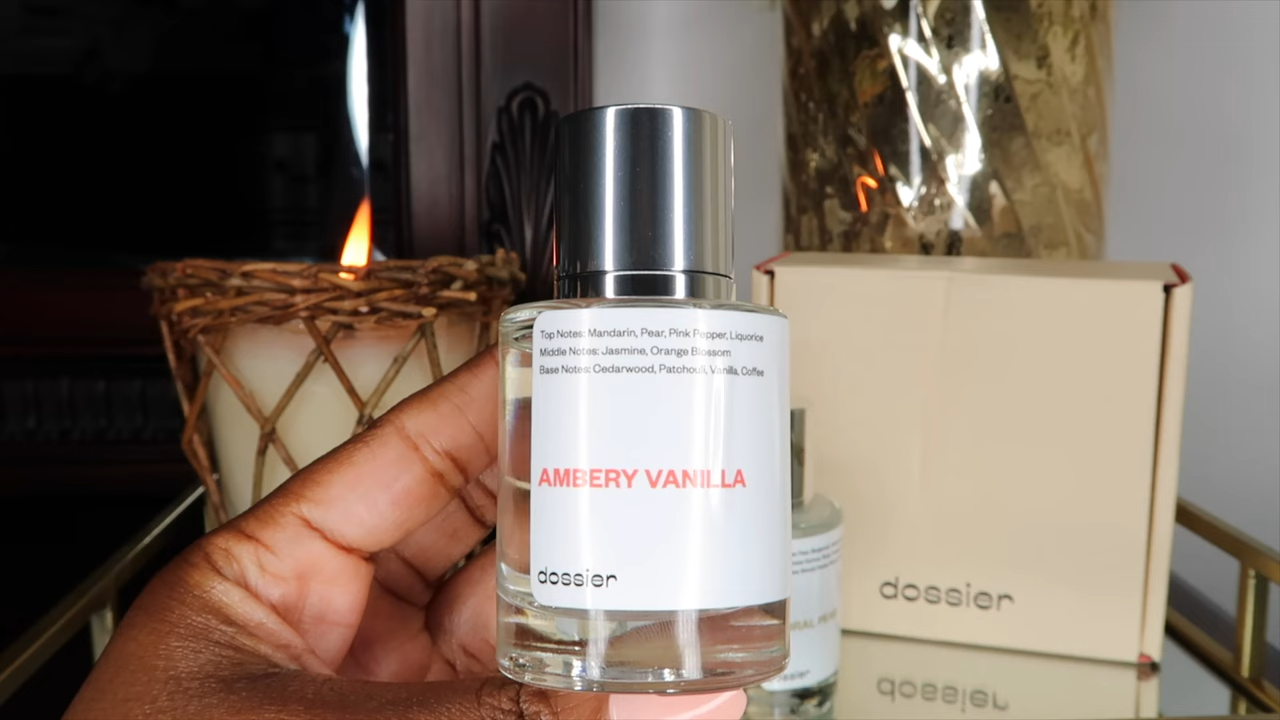 Top Notes: Mandarin, Pear, Pink Pepper, Liquorice
Middle Notes: Jasmine, Orange Blossom
Base Notes: Cedarwood, Patchouli, Vanilla, Coffee
AMBERY VANILLA
dossier
dossier
dossier